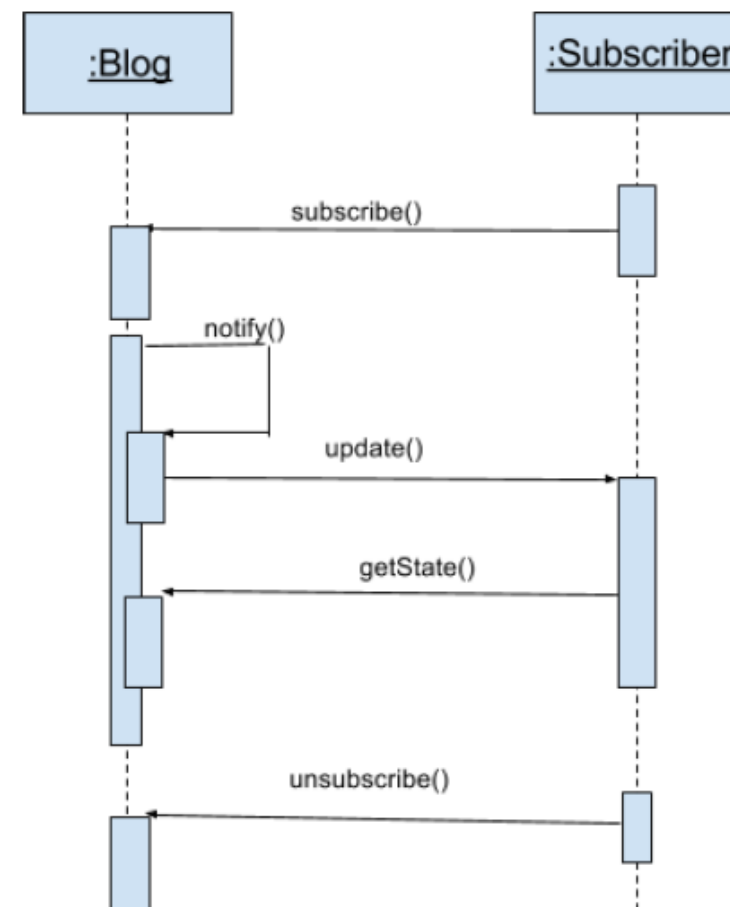 :Blog
:Subscriber
subscribe()
notify()
update()
getState()
unsubscribe()